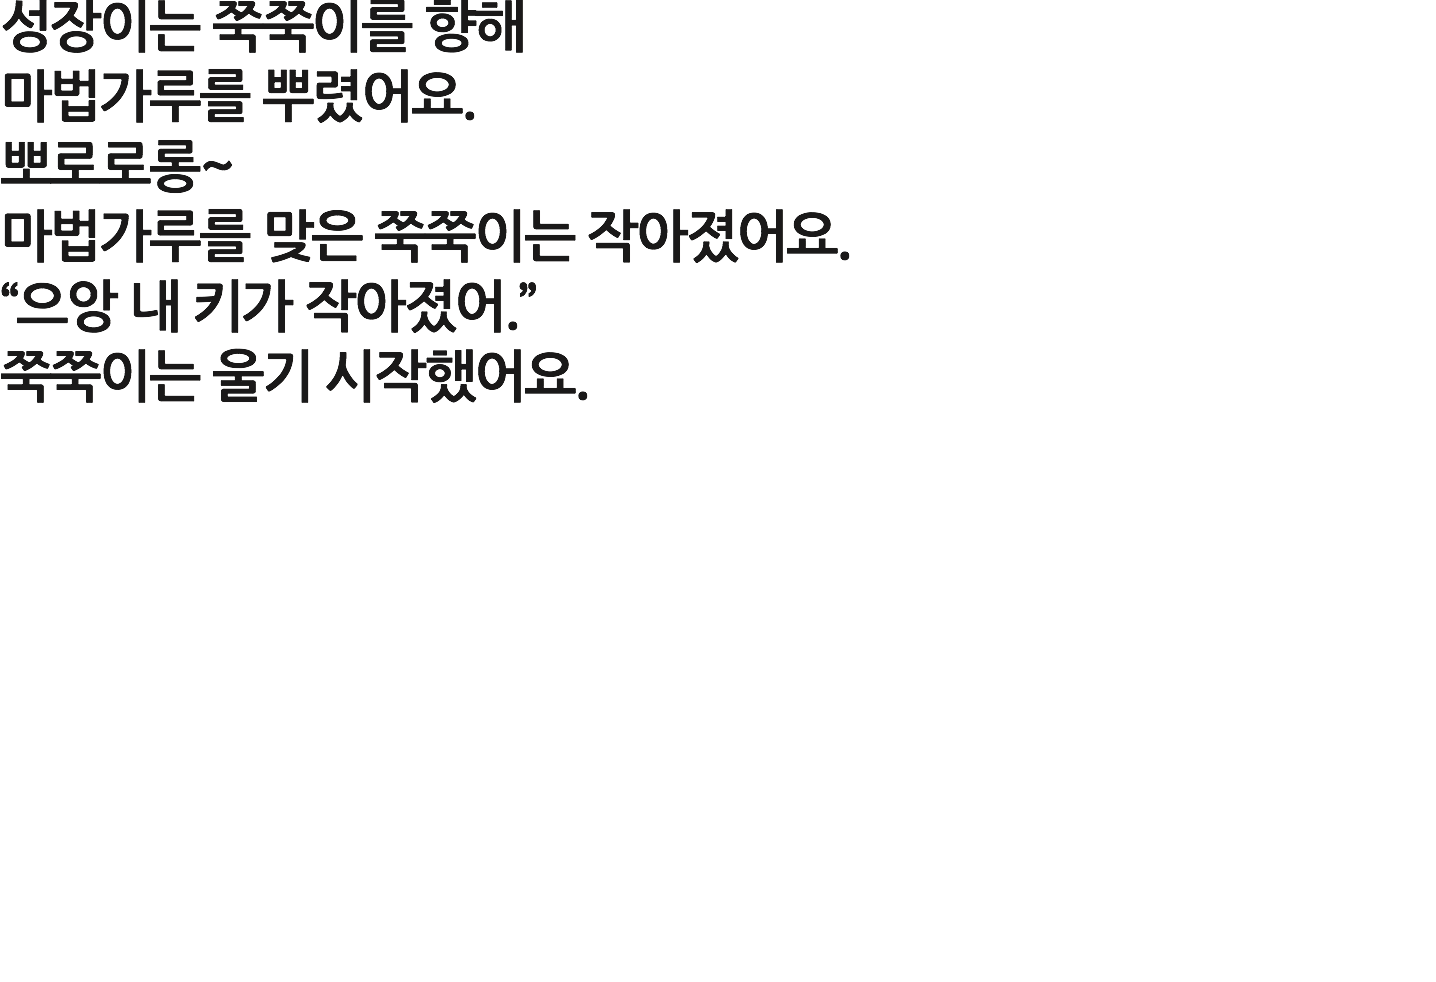 성장이는 쭉쭉이를 향해
마법가루를 뿌렸어요.
뽀로로롱~
마법가루를 맞은 쭉쭉이는 작아졌어요.
“으앙 내 키가 작아졌어.”
쭉쭉이는 울기 시작했어요.